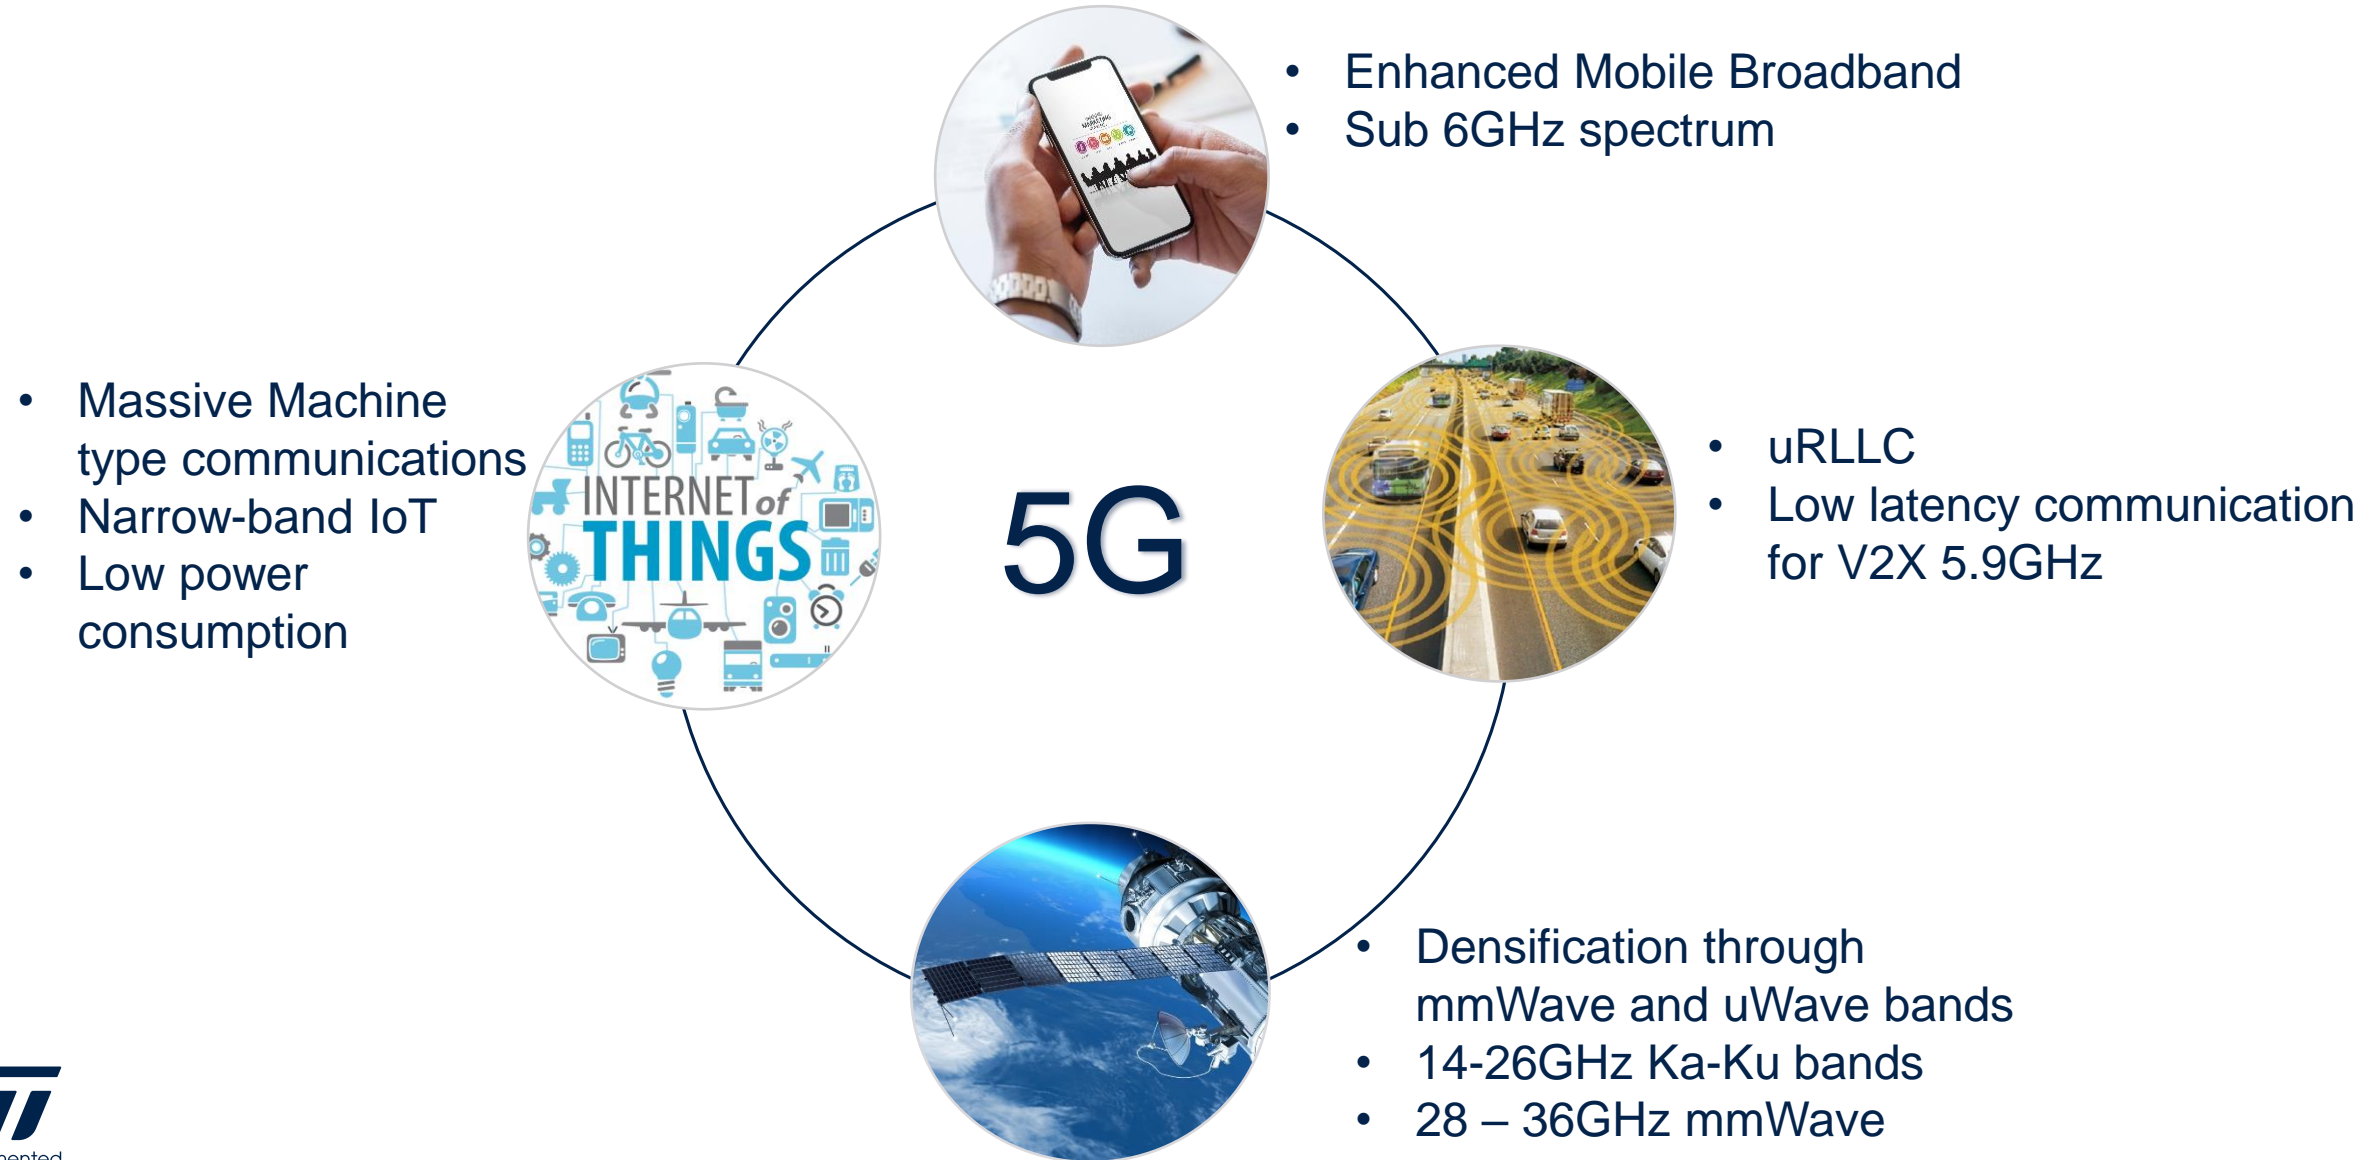 • Enhanced Mobile Broadband
• Sub 6GHz spectrum
MARKETING
• Massive Machine
type communications
• Narrow-band IoT
• Low power
consumption
INTERNET of
THINGS
5G
• uRLLC
• Low latency communication
for V2X 5.9GHz
• Densification through
mmWave and uWave bands
• 14-26GHz Ka-Ku bands
• 28 – 36GHz mmWave